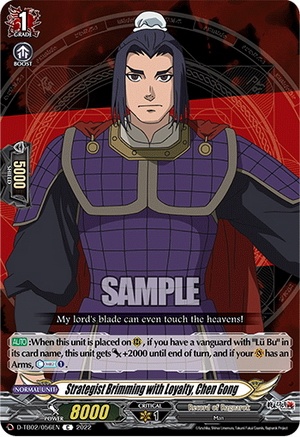 1
GRADE
BOOST
5000
SHIELD
SAMPLE
My lord's blade can even touch the heavens!
AUTO:When this unit is placed on , if you have a vanguard with "Lü Bu" in
its card name, this unit gets +2000 until end of turn, and if your has an
Arms, .
NORMAL UNIT
Strategist Brimming with Loyalty, Chen Gong
D-TB02/056EN C 2022
POWER 8000
CRITICAL 1
Record of Ragnarok
Man